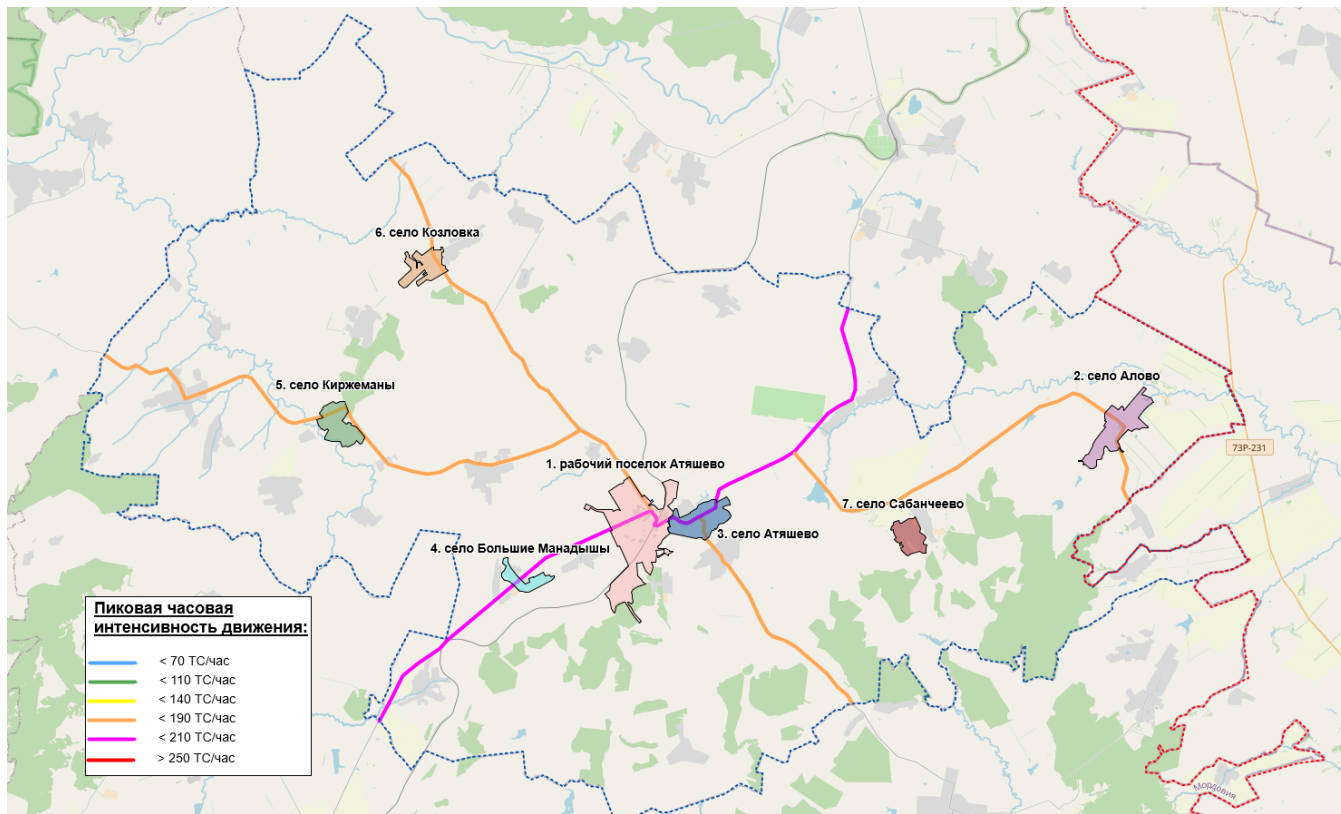 6. село Козловка
5. село Киржеманы
2. село Алово
73Р-231
1. рабочий поселок Атяшево
7. село Сабанчеево
3. село Атяшево
4. село Большие Манадышы
Пиковая часовая
интенсивность движения:
< 70 ТС/час
< 110 ТС/час
< 140 ТС/час
< 190 ТС/час
< 210 ТС/час
> 250 ТС/час
Мордовия